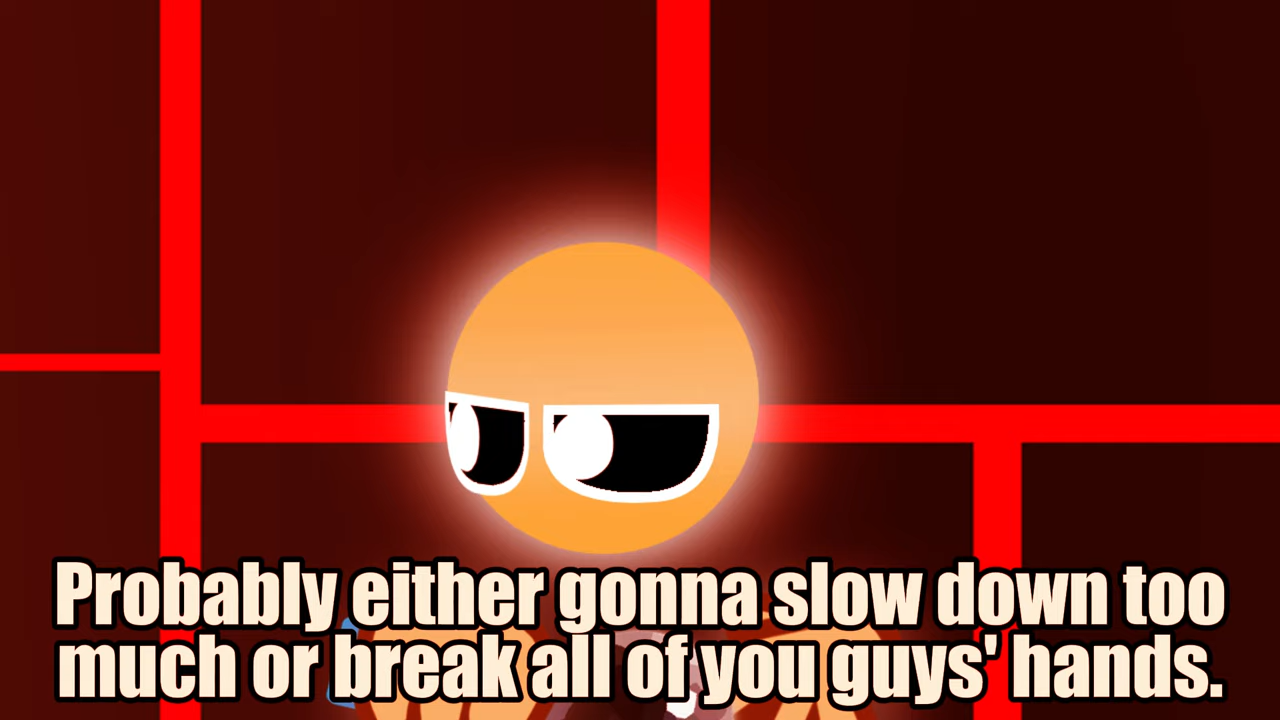 Probably either gonna slow down too
much or break all of you guys' hands.